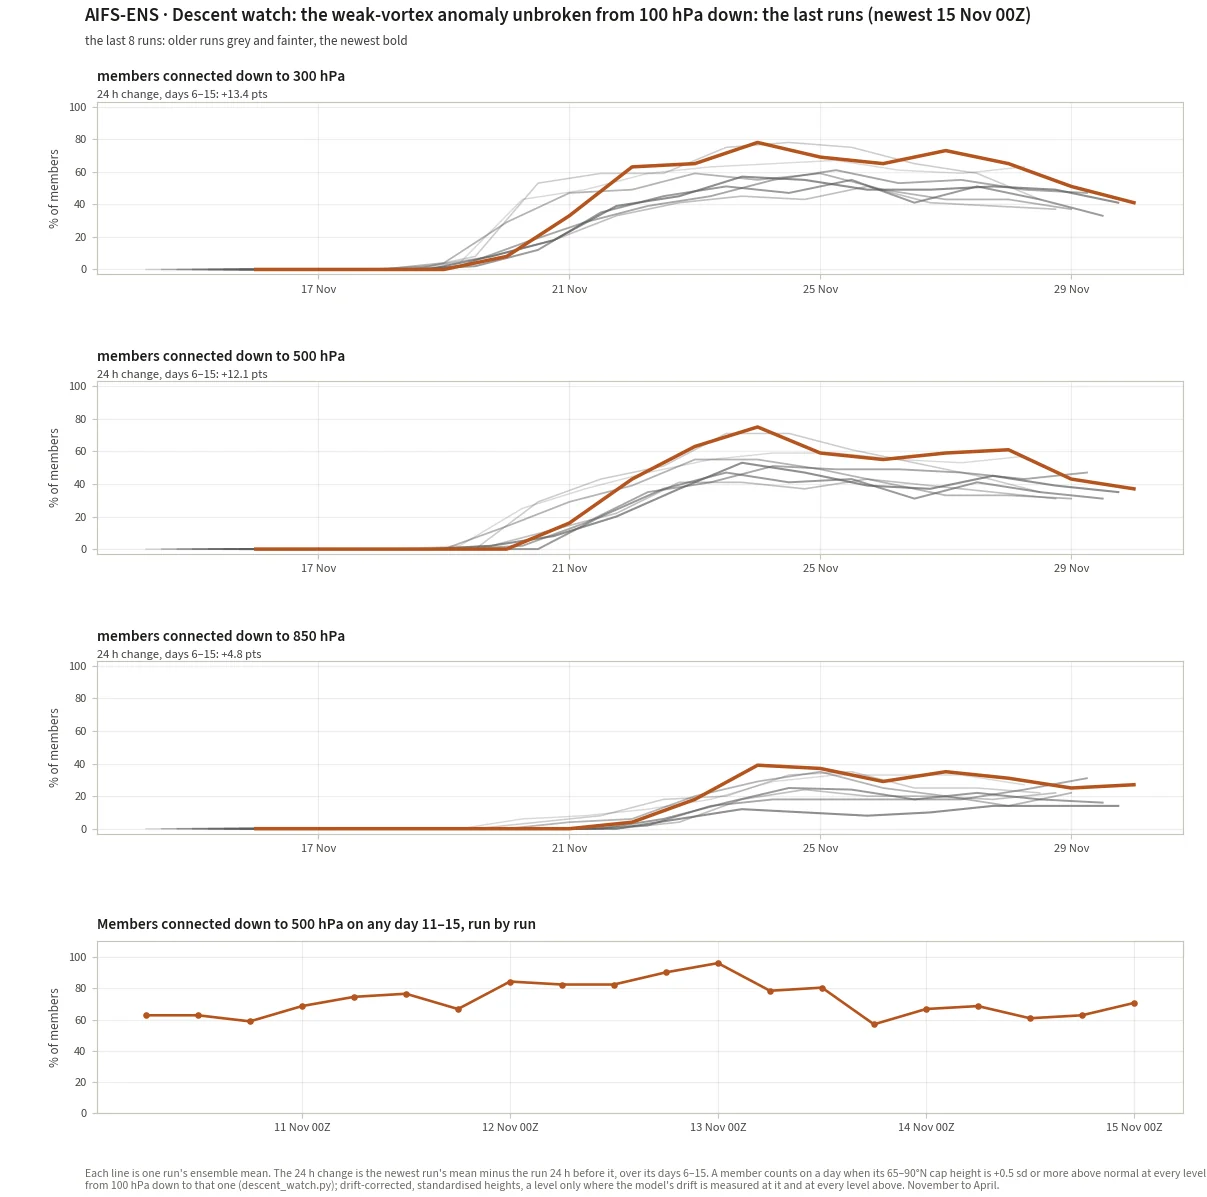 AIFS-ENS · Descent watch: the weak-vortex anomaly unbroken from 100 hPa down: the last runs (newest 15 Nov 00Z)
the last 8 runs: older runs grey and fainter, the newest bold
members connected down to 300 hPa
24 h change, days 6–15: +13.4 pts
100
80
60
40
20
0
% of members
17 Nov
21 Nov
25 Nov
29 Nov
members connected down to 500 hPa
24 h change, days 6–15: +12.1 pts
100
80
60
40
20
0
% of members
17 Nov
21 Nov
25 Nov
29 Nov
members connected down to 850 hPa
24 h change, days 6–15: +4.8 pts
100
80
60
40
20
0
% of members
17 Nov
21 Nov
25 Nov
29 Nov
Members connected down to 500 hPa on any day 11–15, run by run
100
80
60
40
20
0
% of members
11 Nov 00Z
12 Nov 00Z
13 Nov 00Z
14 Nov 00Z
15 Nov 00Z
Each line is one run's ensemble mean. The 24 h change is the newest run's mean minus the run 24 h before it, over its days 6–15. A member counts on a day when its 65–90°N cap height is +0.5 sd or more above normal at every level
from 100 hPa down to that one (descent_watch.py); drift-corrected, standardised heights, a level only where the model's drift is measured at it and at every level above. November to April.